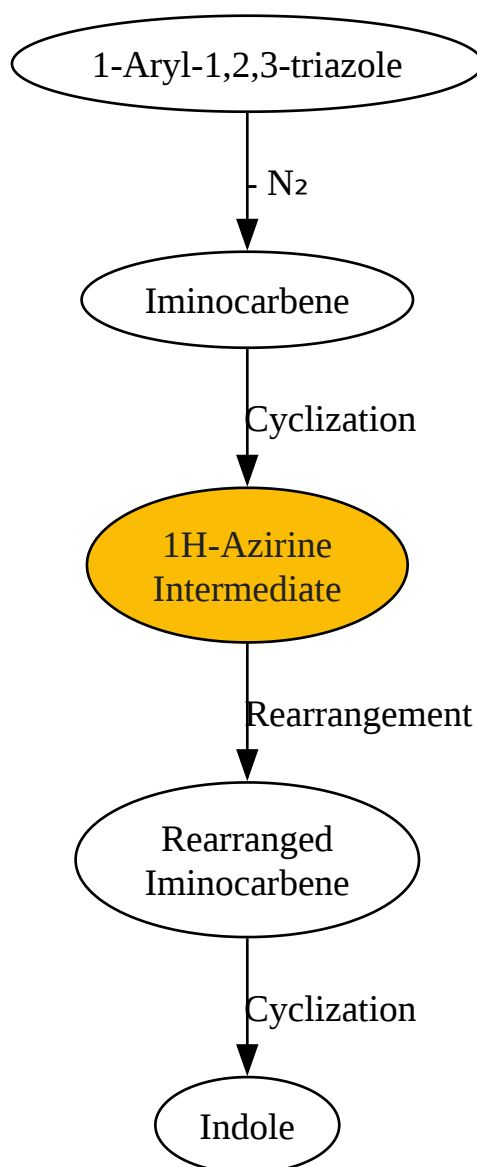 1-Aryl-1,2,3-triazole
- N₂
Iminocarbene
Cyclization
1H-Azirine
Intermediate
Rearrangement
Rearranged
Iminocarbene
Cyclization
Indole